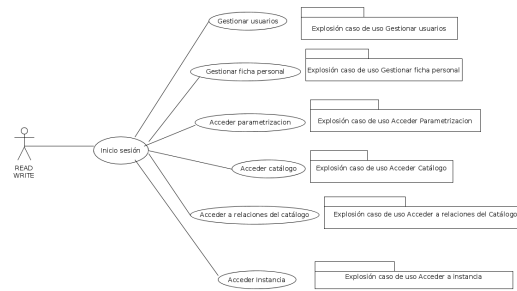 Gestionar usuarios
Explosión caso de uso Gestionar usuarios
Gestionar ficha personal
Explosión caso de uso Gestionar ficha personal
Acceder parametrizacion
Explosión caso de uso Acceder Parametrizacion
READ
WRITE
Inicio sesión
Acceder catálogo
Explosión caso de uso Acceder Catálogo
Acceder a relaciones del catálogo
Explosión caso de uso Acceder a relaciones del Catálogo
Acceder Instancia
Explosión caso de uso Acceder a instancia